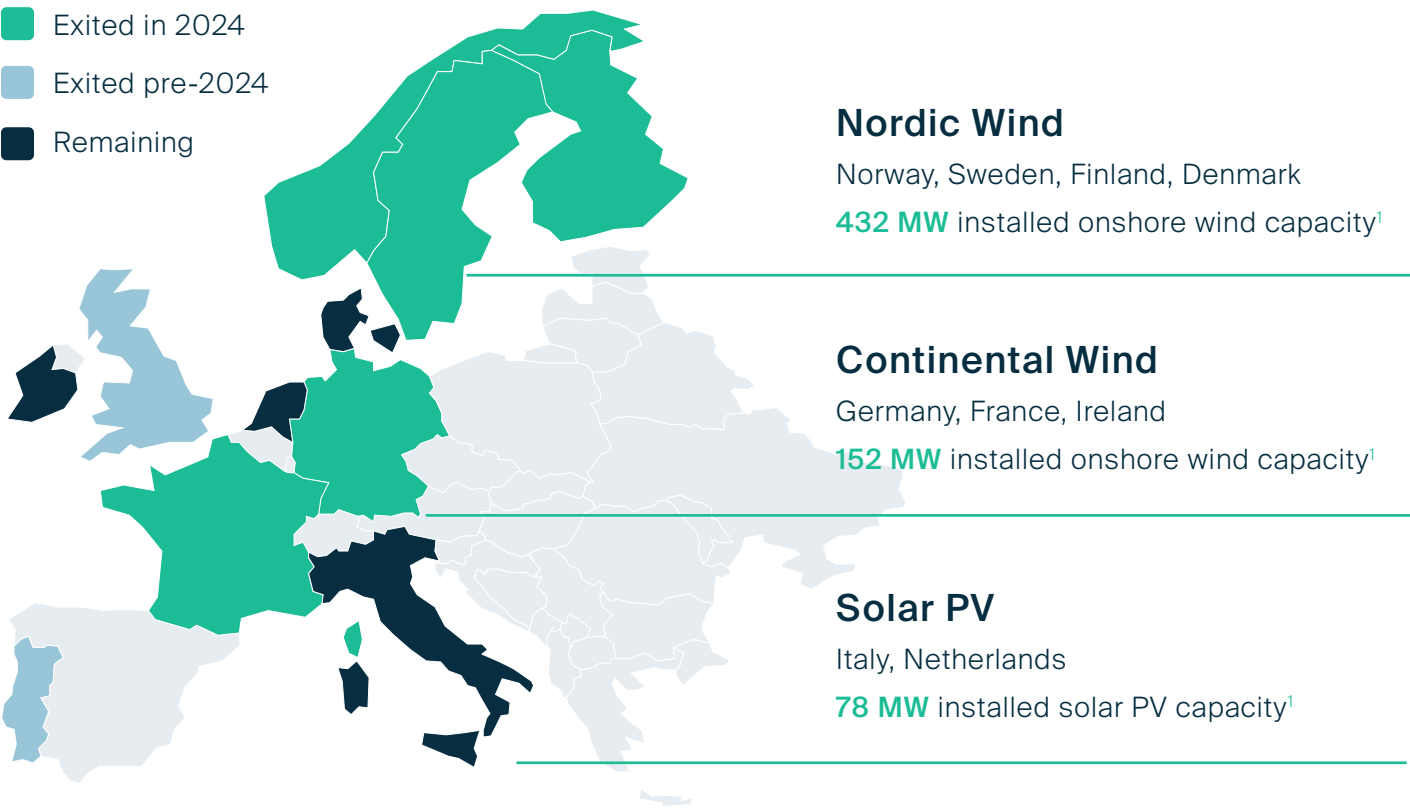 Exited in 2024
Exited pre-2024
Remaining
Nordic Wind
Norway, Sweden, Finland, Denmark
432 MW installed onshore wind capacity¹
Continental Wind
Germany, France, Ireland
152 MW installed onshore wind capacity¹
Solar PV
Italy, Netherlands
78 MW installed solar PV capacity¹